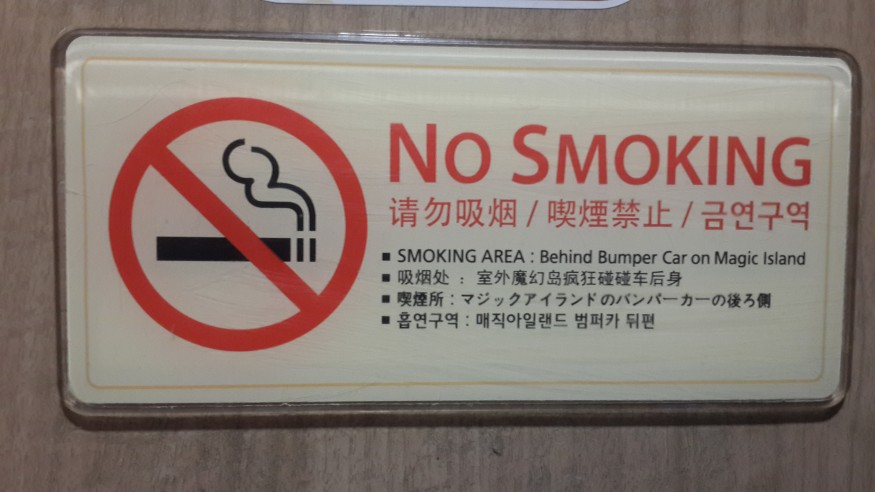 NO SMOKING
请勿吸烟 / 喫煙禁止 / 금연구역
■ SMOKING AREA : Behind Bumper Car on Magic Island
■ 吸烟处 : 室外魔幻岛疯狂碰碰车后身
■ 喫煙所 : マジックアイランドのバンパーカーの後ろ側
■ 흡연구역 : 매직아일랜드 범퍼카 뒤편